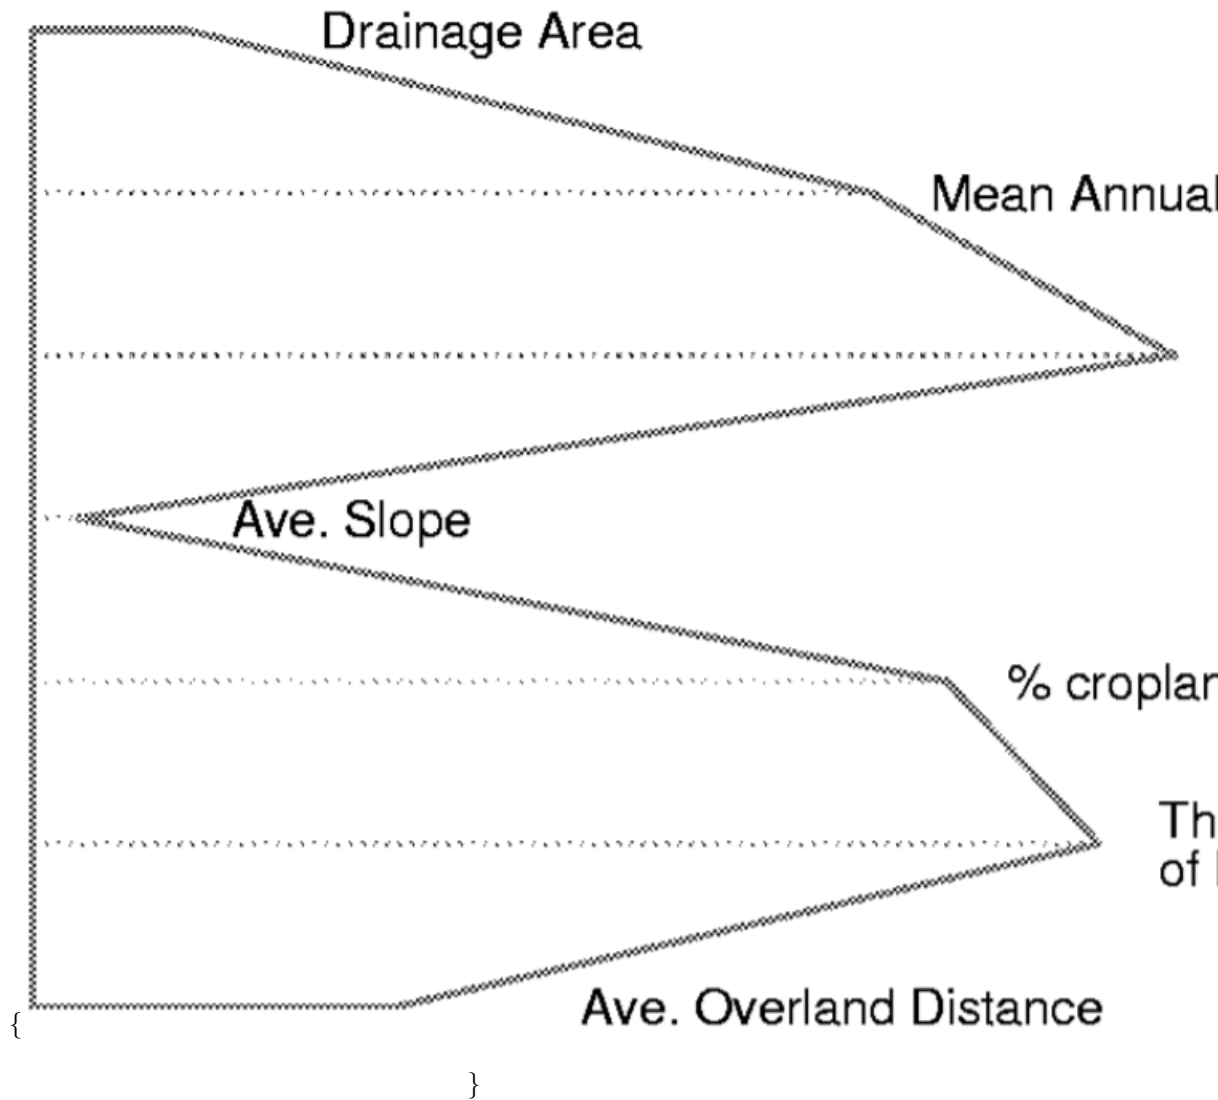 Drainage Area
Mean Annual
Ave. Slope
% croplan
Th
of
Ave. Overland Distance
{
}